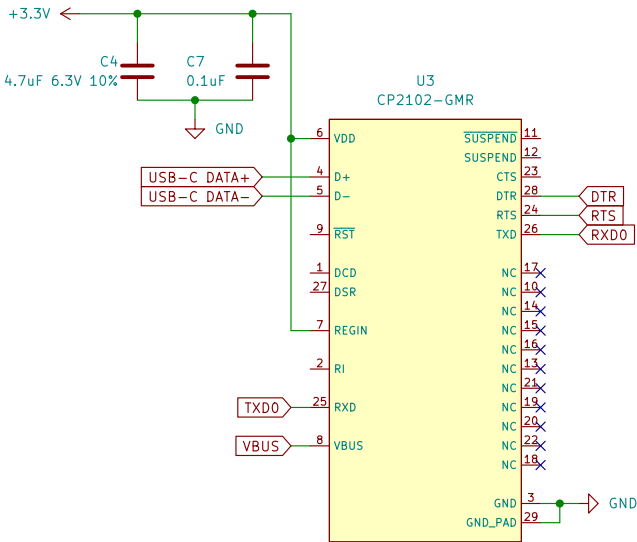 +3.3V
C4
4.7uF 6.3V 10%
C7
0.1uF
GND
U3
CP2102-GMR
6 VDD
SUSPEND 11
SUSPEND 12
USB-C DATA+ 4 D+
CTS 23
USB-C DATA- 5 D-
DTR 28 DTR
RTS 24 RTS
9 RST
TXD 26 RXD0
1 DCD
NC 17
27 DSR
NC 10
NC 14
7 REGIN
NC 15
NC 16
2 RI
NC 13
NC 21
TXD0 25 RXD
NC 19
NC 20
VBUS 8 VBUS
NC 22
NC 18
GND 3 GND
GND_PAD 29